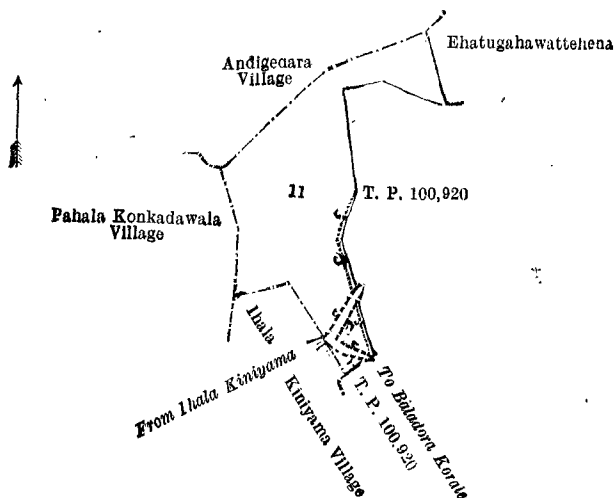 Andigedara
Village
Ehatugahawattehena
11
T. P. 100,920
Pahala Konkadawala
Village
Ihala
Kiniyama Village
From Ihala Kiniyama
T. P. 100,920
To Baladora Korale